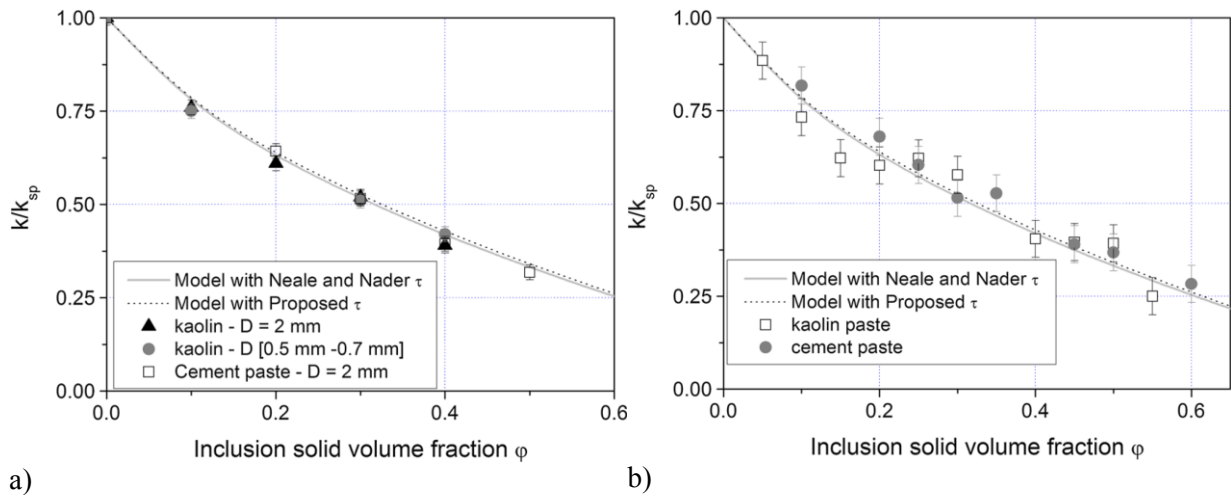 1.00
0.75
0.50
0.25
0.00
k/k_sp
Model with Neale and Nader τ
Model with Proposed τ
kaolin - D = 2 mm
kaolin - D [0.5 mm -0.7 mm]
Cement paste - D = 2 mm
0.0 0.2 0.4 0.6
Inclusion solid volume fraction φ
a)
1.00
0.75
0.50
0.25
0.00
k/k_sp
Model with Neale and Nader τ
Model with Proposed τ
kaolin paste
cement paste
0.0 0.2 0.4 0.6
Inclusion solid volume fraction φ
b)